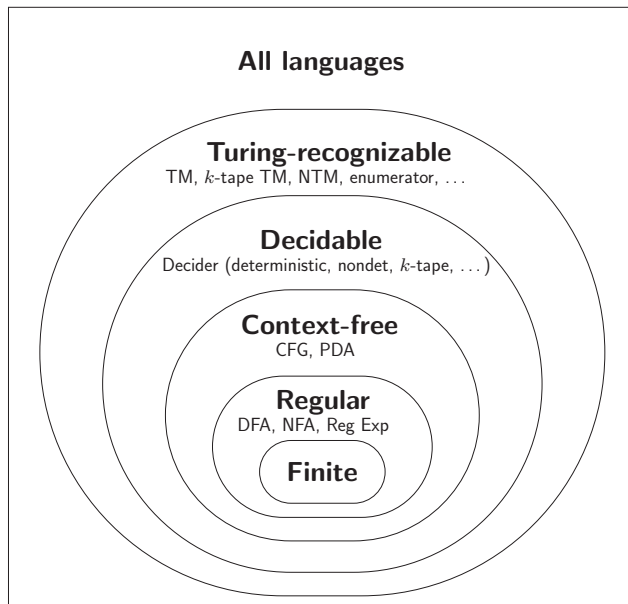 All languages
Turing-recognizable
TM, k-tape TM, NTM, enumerator, ...
Decidable
Decider (deterministic, nondet, k-tape, ...)
Context-free
CFG, PDA
Regular
DFA, NFA, Reg Exp
Finite